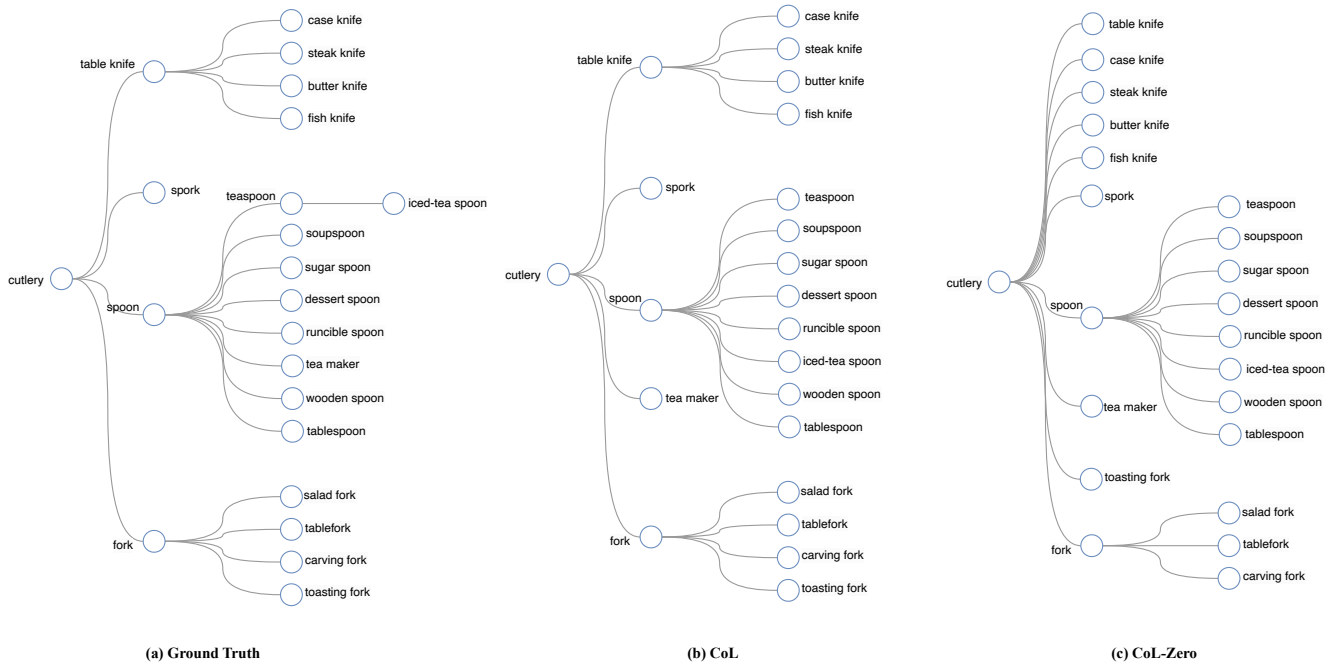 case knife
steak knife
table knife
butter knife
fish knife
spork
teaspoon
iced-tea spoon
soupspoon
sugar spoon
cutlery
dessert spoon
spoon
runcible spoon
tea maker
wooden spoon
tablespoon
salad fork
tablefork
fork
carving fork
toasting fork
(a) Ground Truth
case knife
steak knife
table knife
butter knife
fish knife
spork
teaspoon
soupspoon
sugar spoon
cutlery
dessert spoon
spoon
runcible spoon
iced-tea spoon
wooden spoon
tea maker
tablespoon
salad fork
tablefork
fork
carving fork
toasting fork
(b) CoL
table knife
case knife
steak knife
butter knife
fish knife
spork
teaspoon
soupspoon
sugar spoon
cutlery
dessert spoon
spoon
runcible spoon
iced-tea spoon
wooden spoon
tea maker
tablespoon
toasting fork
salad fork
tablefork
fork
carving fork
(c) CoL-Zero